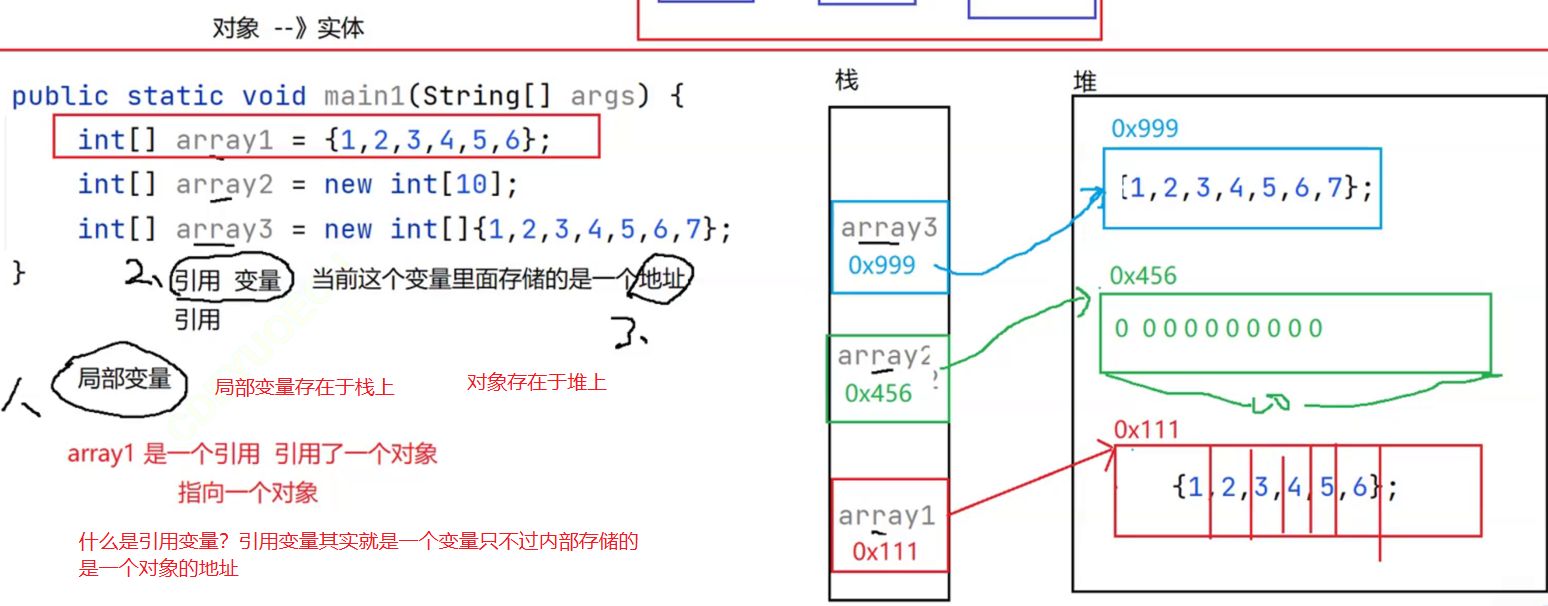 对象 --》实体
public static void main1(String[] args) {
int[] array1 = {1,2,3,4,5,6};
int[] array2 = new int[10];
int[] array3 = new int[]{1,2,3,4,5,6,7};
}
2、引用 变量 当前这个变量里面存储的是一个地址
引用
3、
1、局部变量
局部变量存在于栈上
对象存在于堆上
array1 是一个引用 引用了一个对象
指向一个对象
什么是引用变量？引用变量其实就是一个变量只不过内部存储的
是一个对象的地址
栈
array3
0x999
array2
0x456
array1
0x111
堆
0x999
{1,2,3,4,5,6,7};
0x456
0 000000000
0x111
{1,2,3,4,5,6};